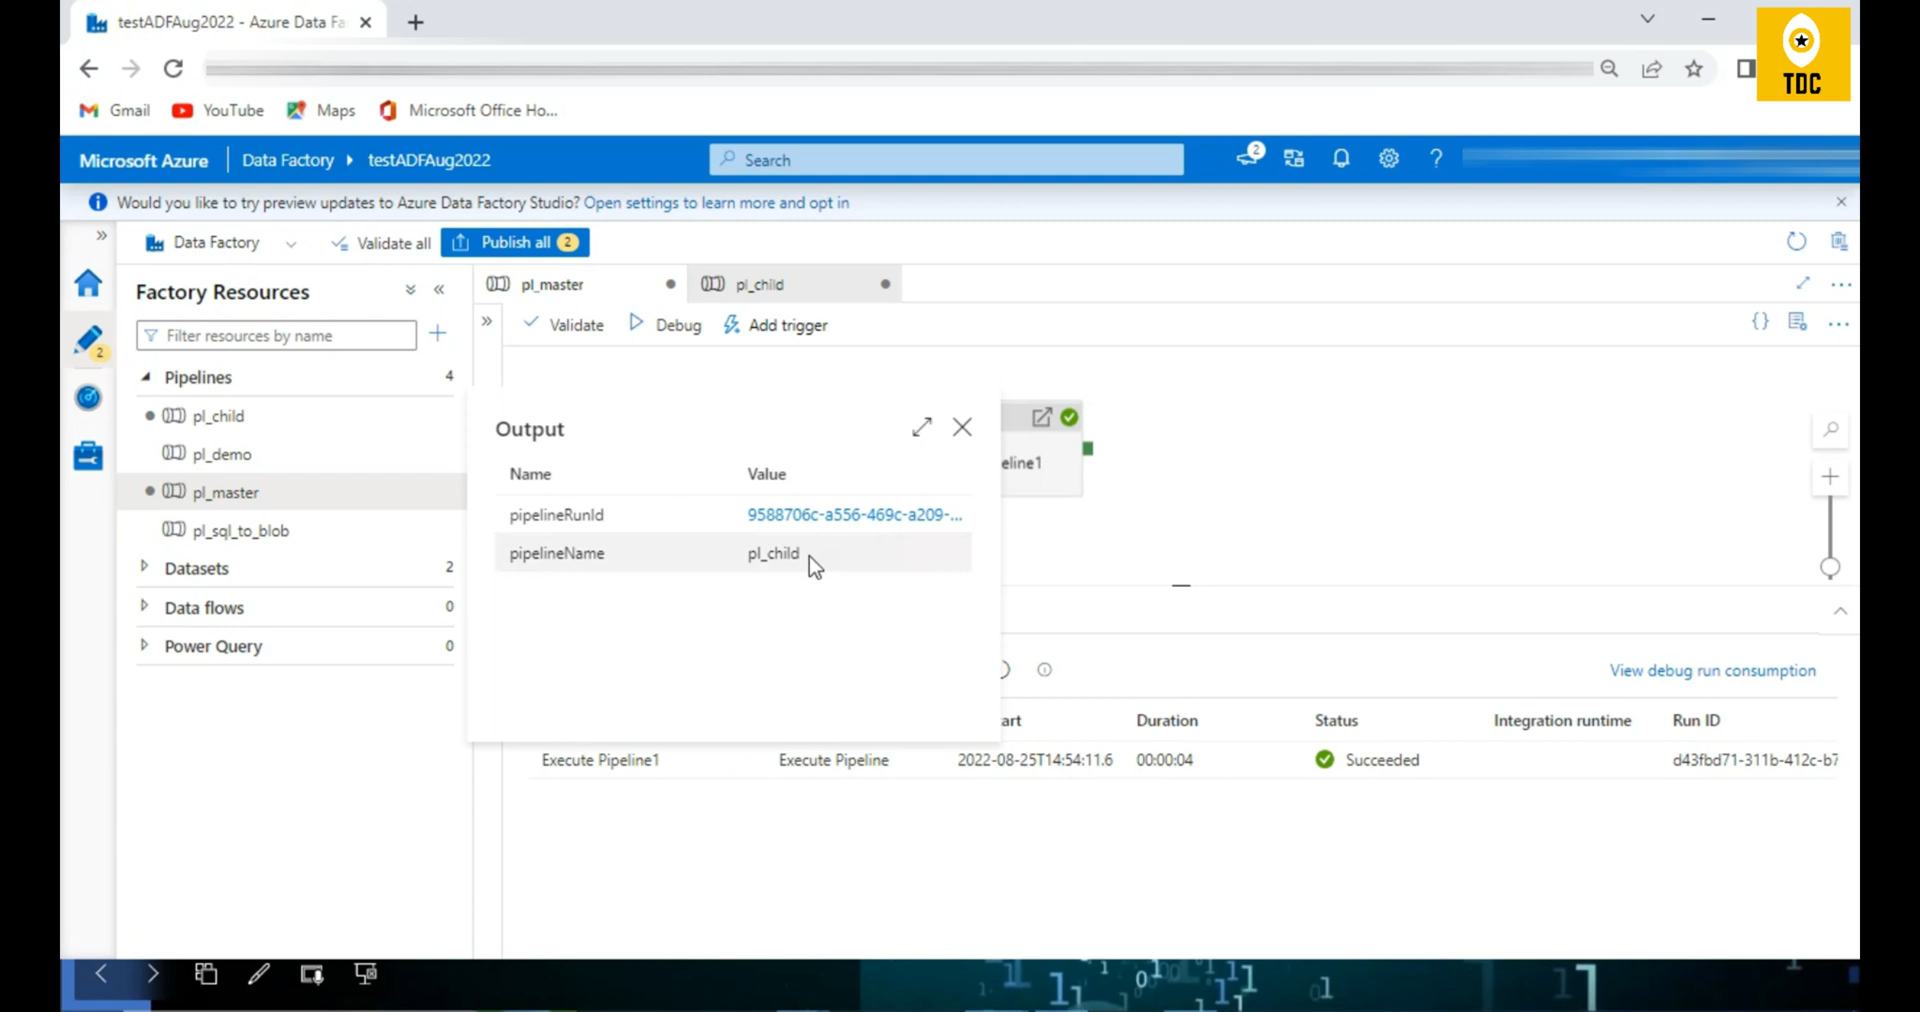 testADFAug2022 - Azure Data Fa
TDC
Gmail YouTube Maps Microsoft Office Ho...
Microsoft Azure Data Factory testADFAug2022 Search 2 ?
Would you like to try preview updates to Azure Data Factory Studio? Open settings to learn more and opt in
Data Factory Validate all Publish all 2
Factory Resources
pl_master pl_child
Filter resources by name
Validate Debug Add trigger {}
2
Pipelines 4
pl_child
pl_demo
pl_master
pl_sql_to_blob
Datasets 2
Data flows 0
Power Query 0
Output
Name Value
pipelineRunId 9588706c-a556-469c-a209-...
pipelineName pl_child
eline1
View debug run consumption
art Duration Status Integration runtime Run ID
Execute Pipeline1 Execute Pipeline 2022-08-25T14:54:11.6 00:00:04 Succeeded d43fbd71-311b-412c-b7